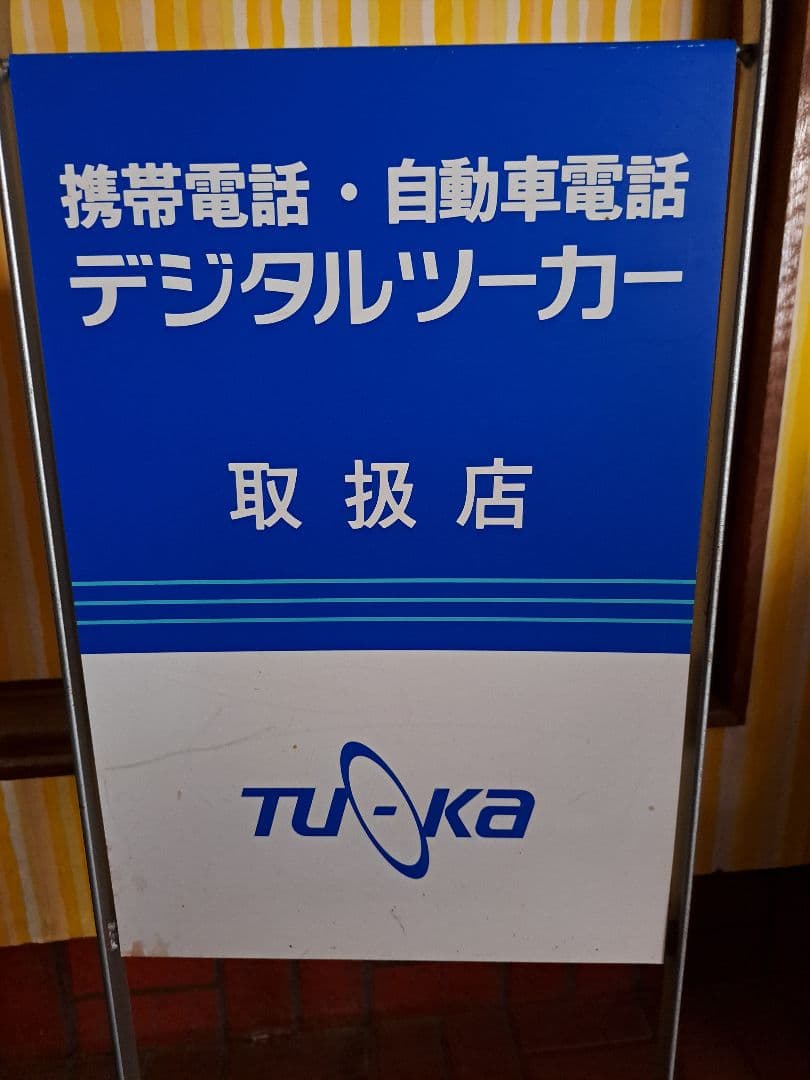 携帯電話・自動車電話
デジタルツーカー
取扱店
TU-Ka